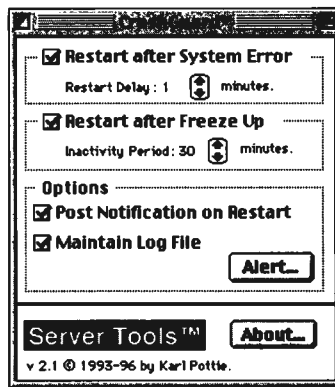 Restart after System Error
Restart Delay : 1 minutes.
Restart after Freeze Up
Inactivity Period : 30 minutes.
Options
Post Notification on Restart
Maintain Log File
Alert...
Server Tools™
About...
v 2.1 © 1993-96 by Karl Pottie.